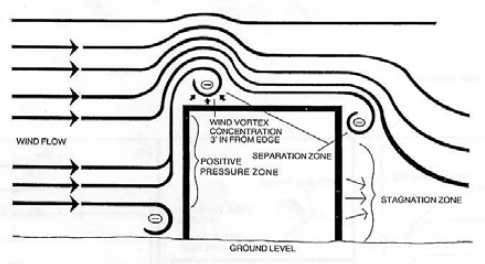 WIND VORTEX
CONCENTRATION
3' IN FROM EDGE
WIND FLOW
SEPARATION ZONE
POSITIVE
PRESSURE ZONE
STAGNATION ZONE
GROUND LEVEL